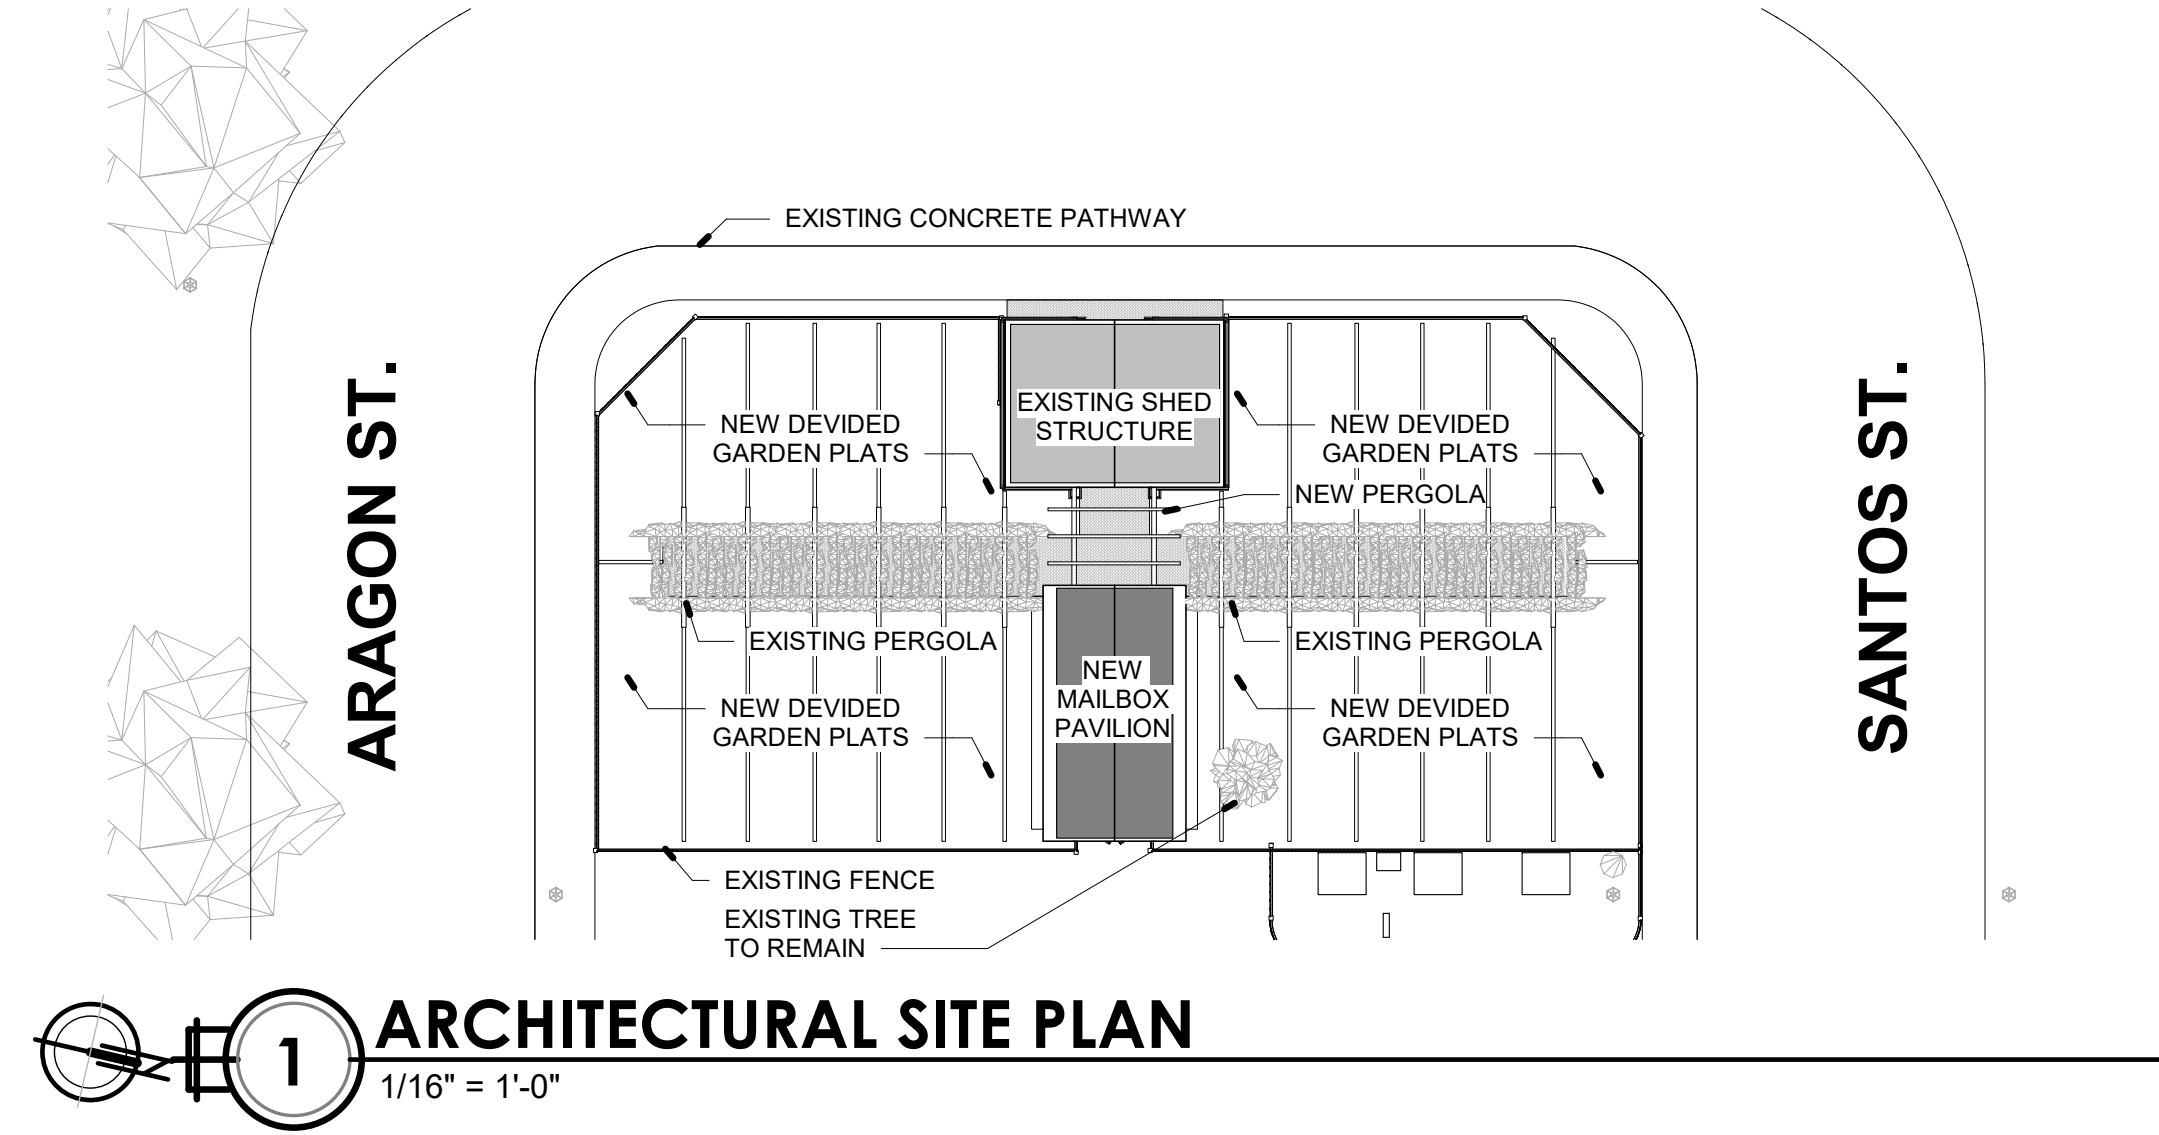 EXISTING CONCRETE PATHWAY
ARAGON ST.
SANTOS ST.
EXISTING SHED
STRUCTURE
NEW DEVIDED
GARDEN PLATS
NEW DEVIDED
GARDEN PLATS
NEW PERGOLA
EXISTING PERGOLA
EXISTING PERGOLA
NEW
MAILBOX
PAVILION
NEW DEVIDED
GARDEN PLATS
NEW DEVIDED
GARDEN PLATS
EXISTING FENCE
EXISTING TREE
TO REMAIN
1
ARCHITECTURAL SITE PLAN
1/16" = 1'-0"